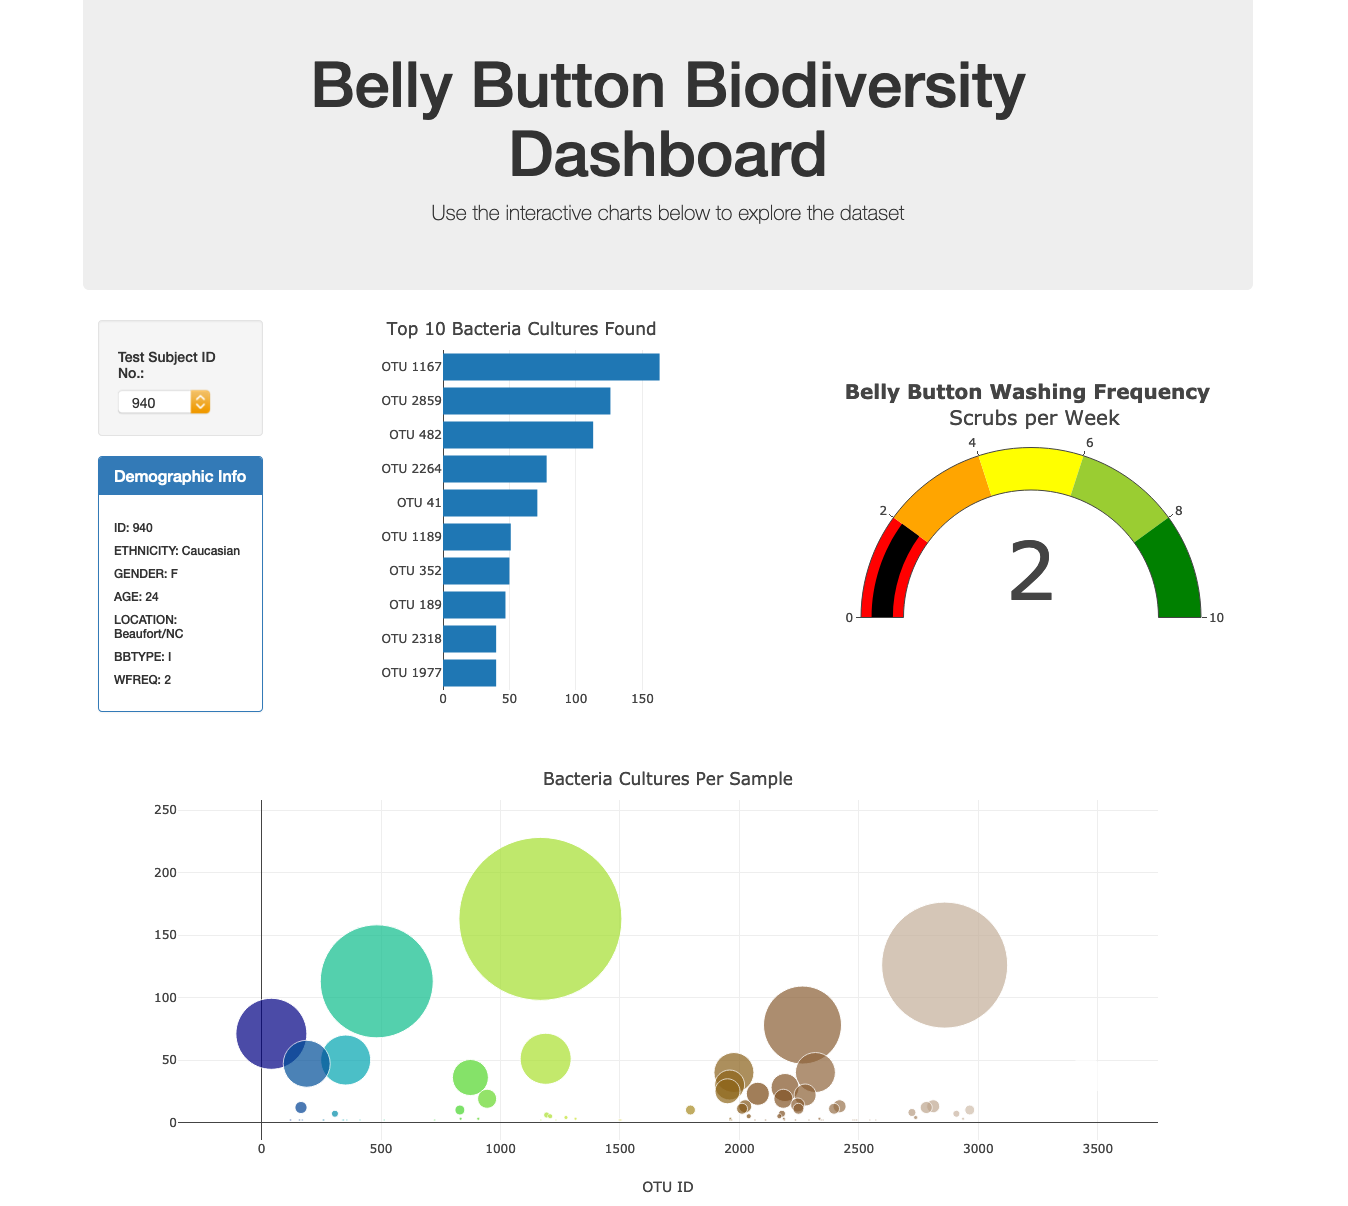 Belly Button Biodiversity
Dashboard
Use the interactive charts below to explore the dataset
Test Subject ID
No.:
940
Demographic Info
ID: 940
ETHNICITY: Caucasian
GENDER: F
AGE: 24
LOCATION:
Beaufort/NC
BBTYPE: I
WFREQ: 2
Top 10 Bacteria Cultures Found
OTU 1167
OTU 2859
OTU 482
OTU 2264
OTU 41
OTU 1189
OTU 352
OTU 189
OTU 2318
OTU 1977
0 50 100 150
Belly Button Washing Frequency
Scrubs per Week
4 6
2 8
2
0 10
Bacteria Cultures Per Sample
250
200
150
100
50
0
0 500 1000 1500 2000 2500 3000 3500
OTU ID